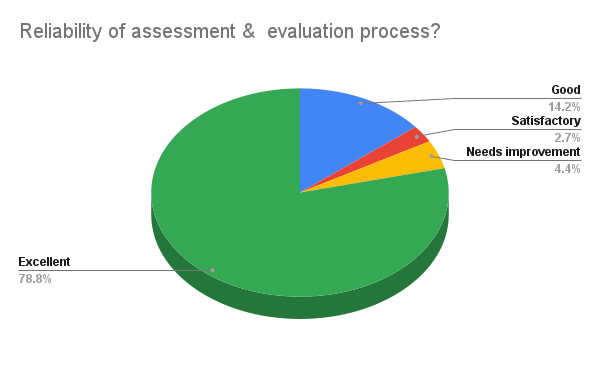 Reliability of assessment &  evaluation process?
Good
14.2%
Satisfactory
2.7%
Needs improvement
4.4%
Excellent
78.8%